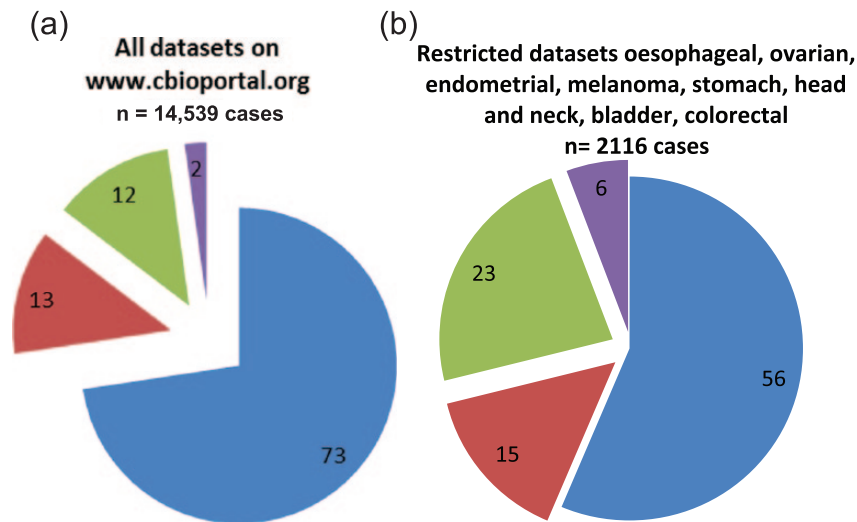 (a)
All datasets on
www.cbioportal.org
n = 14,539 cases
2
12
13
73
(b)
Restricted datasets oesophageal, ovarian,
endometrial, melanoma, stomach, head
and neck, bladder, colorectal
n= 2116 cases
6
23
56
15